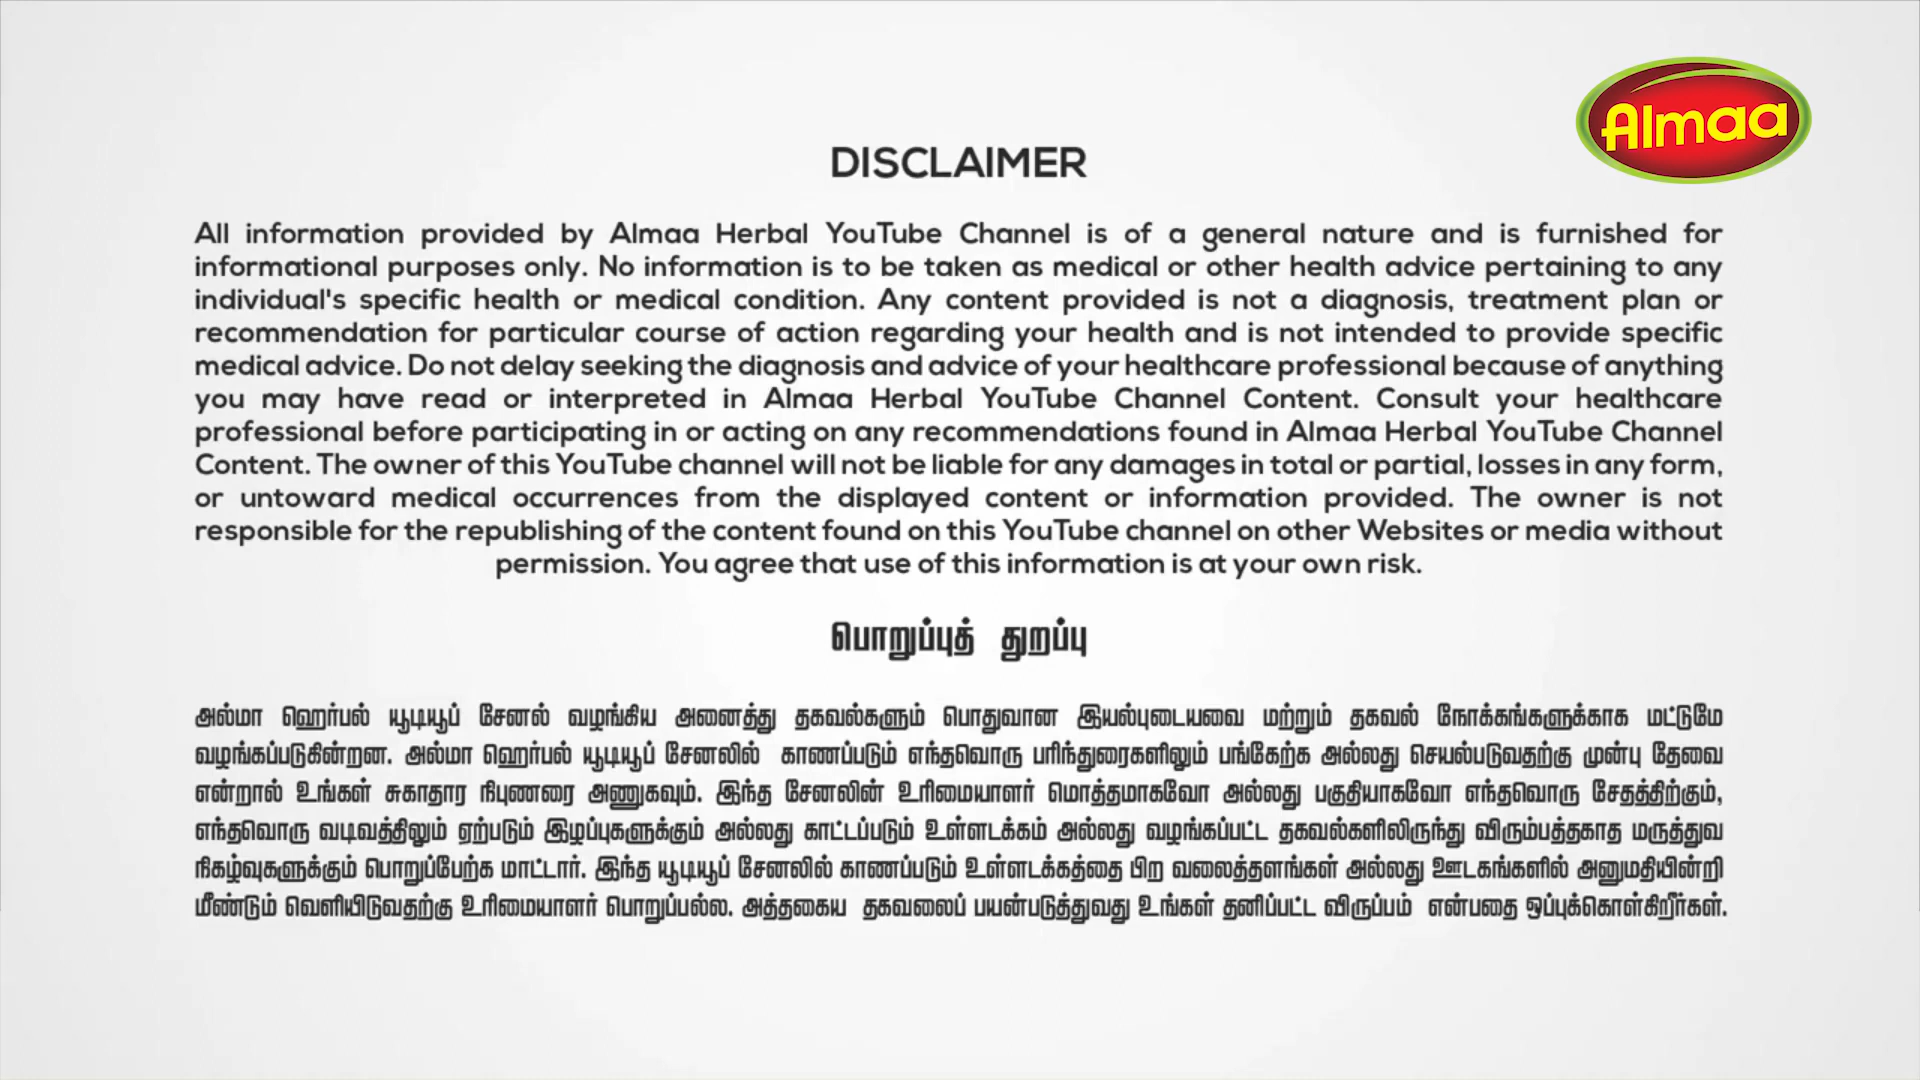 Almaa
DISCLAIMER
All information provided by Almaa Herbal YouTube Channel is of a general nature and is furnished for
informational purposes only. No information is to be taken as medical or other health advice pertaining to any
individual's specific health or medical condition. Any content provided is not a diagnosis, treatment plan or
recommendation for particular course of action regarding your health and is not intended to provide specific
medical advice. Do not delay seeking the diagnosis and advice of your healthcare professional because of anything
you may have read or interpreted in Almaa Herbal YouTube Channel Content. Consult your healthcare
professional before participating in or acting on any recommendations found in Almaa Herbal YouTube Channel
Content. The owner of this YouTube channel will not be liable for any damages in total or partial, losses in any form,
or untoward medical occurrences from the displayed content or information provided. The owner is not
responsible for the republishing of the content found on this YouTube channel on other Websites or media without
permission. You agree that use of this information is at your own risk.
பொறுப்புத் துறப்பு
அல்மா ஹெர்பல் யூடியூப் சேனல் வழங்கிய அனைத்து தகவல்களும் பொதுவான இயல்புடையவை மற்றும் தகவல் நோக்கங்களுக்காக மட்டுமே
வழங்கப்படுகின்றன. அல்மா ஹெர்பல் யூடியூப் சேனலில் காணப்படும் எந்தவொரு பரிந்துரைகளிலும் பங்கேற்க அல்லது செயல்படுவதற்கு முன்பு தேவை
என்றால் உங்கள் சுகாதார நிபுணரை அணுகவும். இந்த சேனலின் உரிமையாளர் மொத்தமாகவோ அல்லது பகுதியாகவோ எந்தவொரு சேதத்திற்கும்,
எந்தவொரு வடிவத்திலும் ஏற்படும் இழப்புகளுக்கும் அல்லது காட்டப்படும் உள்ளடக்கம் அல்லது வழங்கப்பட்ட தகவல்களிலிருந்து விரும்பத்தகாத மருத்துவ
நிகழ்வுகளுக்கும் பொறுப்பேற்க மாட்டார். இந்த யூடியூப் சேனலில் காணப்படும் உள்ளடக்கத்தை பிற வலைத்தளங்கள் அல்லது ஊடகங்களில் அனுமதியின்றி
மீண்டும் வெளியிடுவதற்கு உரிமையாளர் பொறுப்பல்ல. அத்தகைய தகவலைப் பயன்படுத்துவது உங்கள் தனிப்பட்ட விருப்பம் என்பதை ஒப்புக்கொள்கிறீர்கள்.